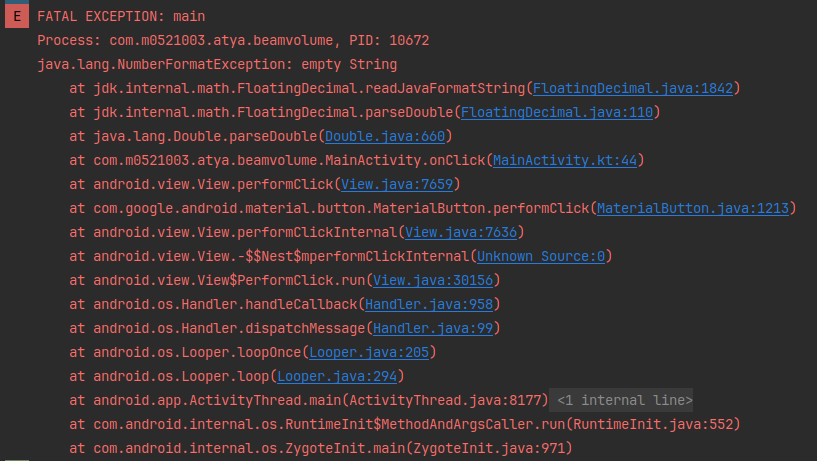 E FATAL EXCEPTION: main
Process: com.m0521003.atya.beamvolume, PID: 10672
java.lang.NumberFormatException: empty String
at jdk.internal.math.FloatingDecimal.readJavaFormatString(FloatingDecimal.java:1842)
at jdk.internal.math.FloatingDecimal.parseDouble(FloatingDecimal.java:110)
at java.lang.Double.parseDouble(Double.java:660)
at com.m0521003.atya.beamvolume.MainActivity.onClick(MainActivity.kt:44)
at android.view.View.performClick(View.java:7659)
at com.google.android.material.button.MaterialButton.performClick(MaterialButton.java:1213)
at android.view.View.performClickInternal(View.java:7636)
at android.view.View.-$$Nest$mperformClickInternal(Unknown Source:0)
at android.view.View$PerformClick.run(View.java:30156)
at android.os.Handler.handleCallback(Handler.java:958)
at android.os.Handler.dispatchMessage(Handler.java:99)
at android.os.Looper.loopOnce(Looper.java:205)
at android.os.Looper.loop(Looper.java:294)
at android.app.ActivityThread.main(ActivityThread.java:8177) <1 internal line>
at com.android.internal.os.RuntimeInit$MethodAndArgsCaller.run(RuntimeInit.java:552)
at com.android.internal.os.ZygoteInit.main(ZygoteInit.java:971)